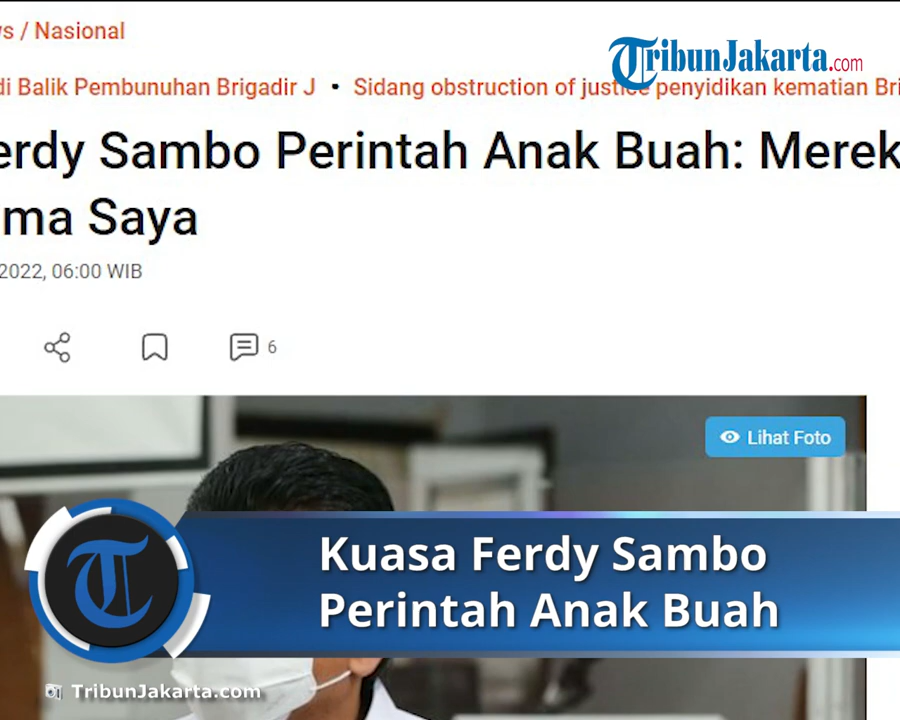 / Nasional
di Balik Pembunuhan Brigadir J • Sidang obstruction of justice penyidikan kematian Bri
TribunJakarta.com
erdy Sambo Perintah Anak Buah: Merek
ma Saya
2022, 06:00 WIB
6
Lihat Foto
Kuasa Ferdy Sambo
Perintah Anak Buah
T
TribunJakarta.com